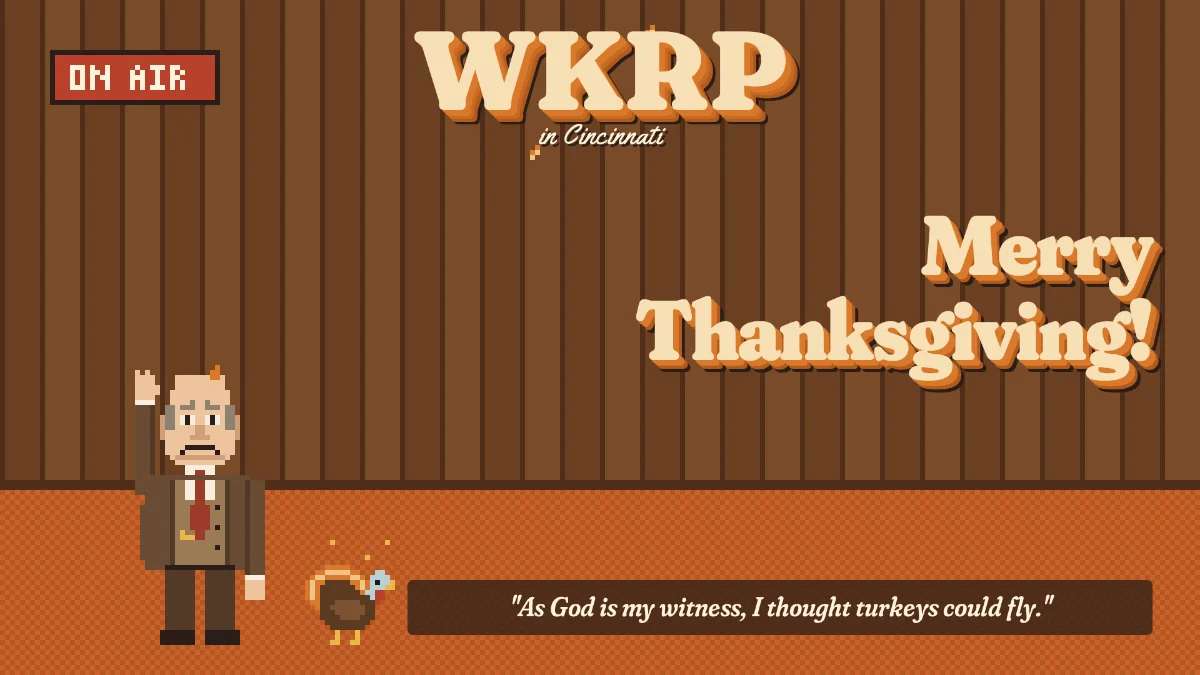 ON AIR
WKRP
in Cincinnati
Merry
Thanksgiving!
"As God is my witness, I thought turkeys could fly."